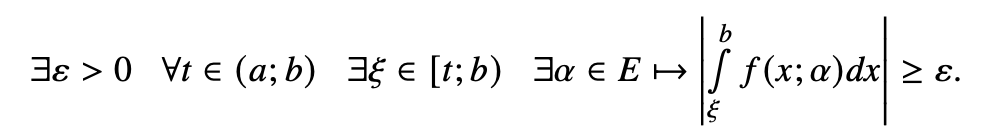 ∃ε > 0 ∀t ∈ (a; b) ∃ξ ∈ [t; b) ∃α ∈ E ↦ |∫_ξ^b f(x; α)dx| ≥ ε.